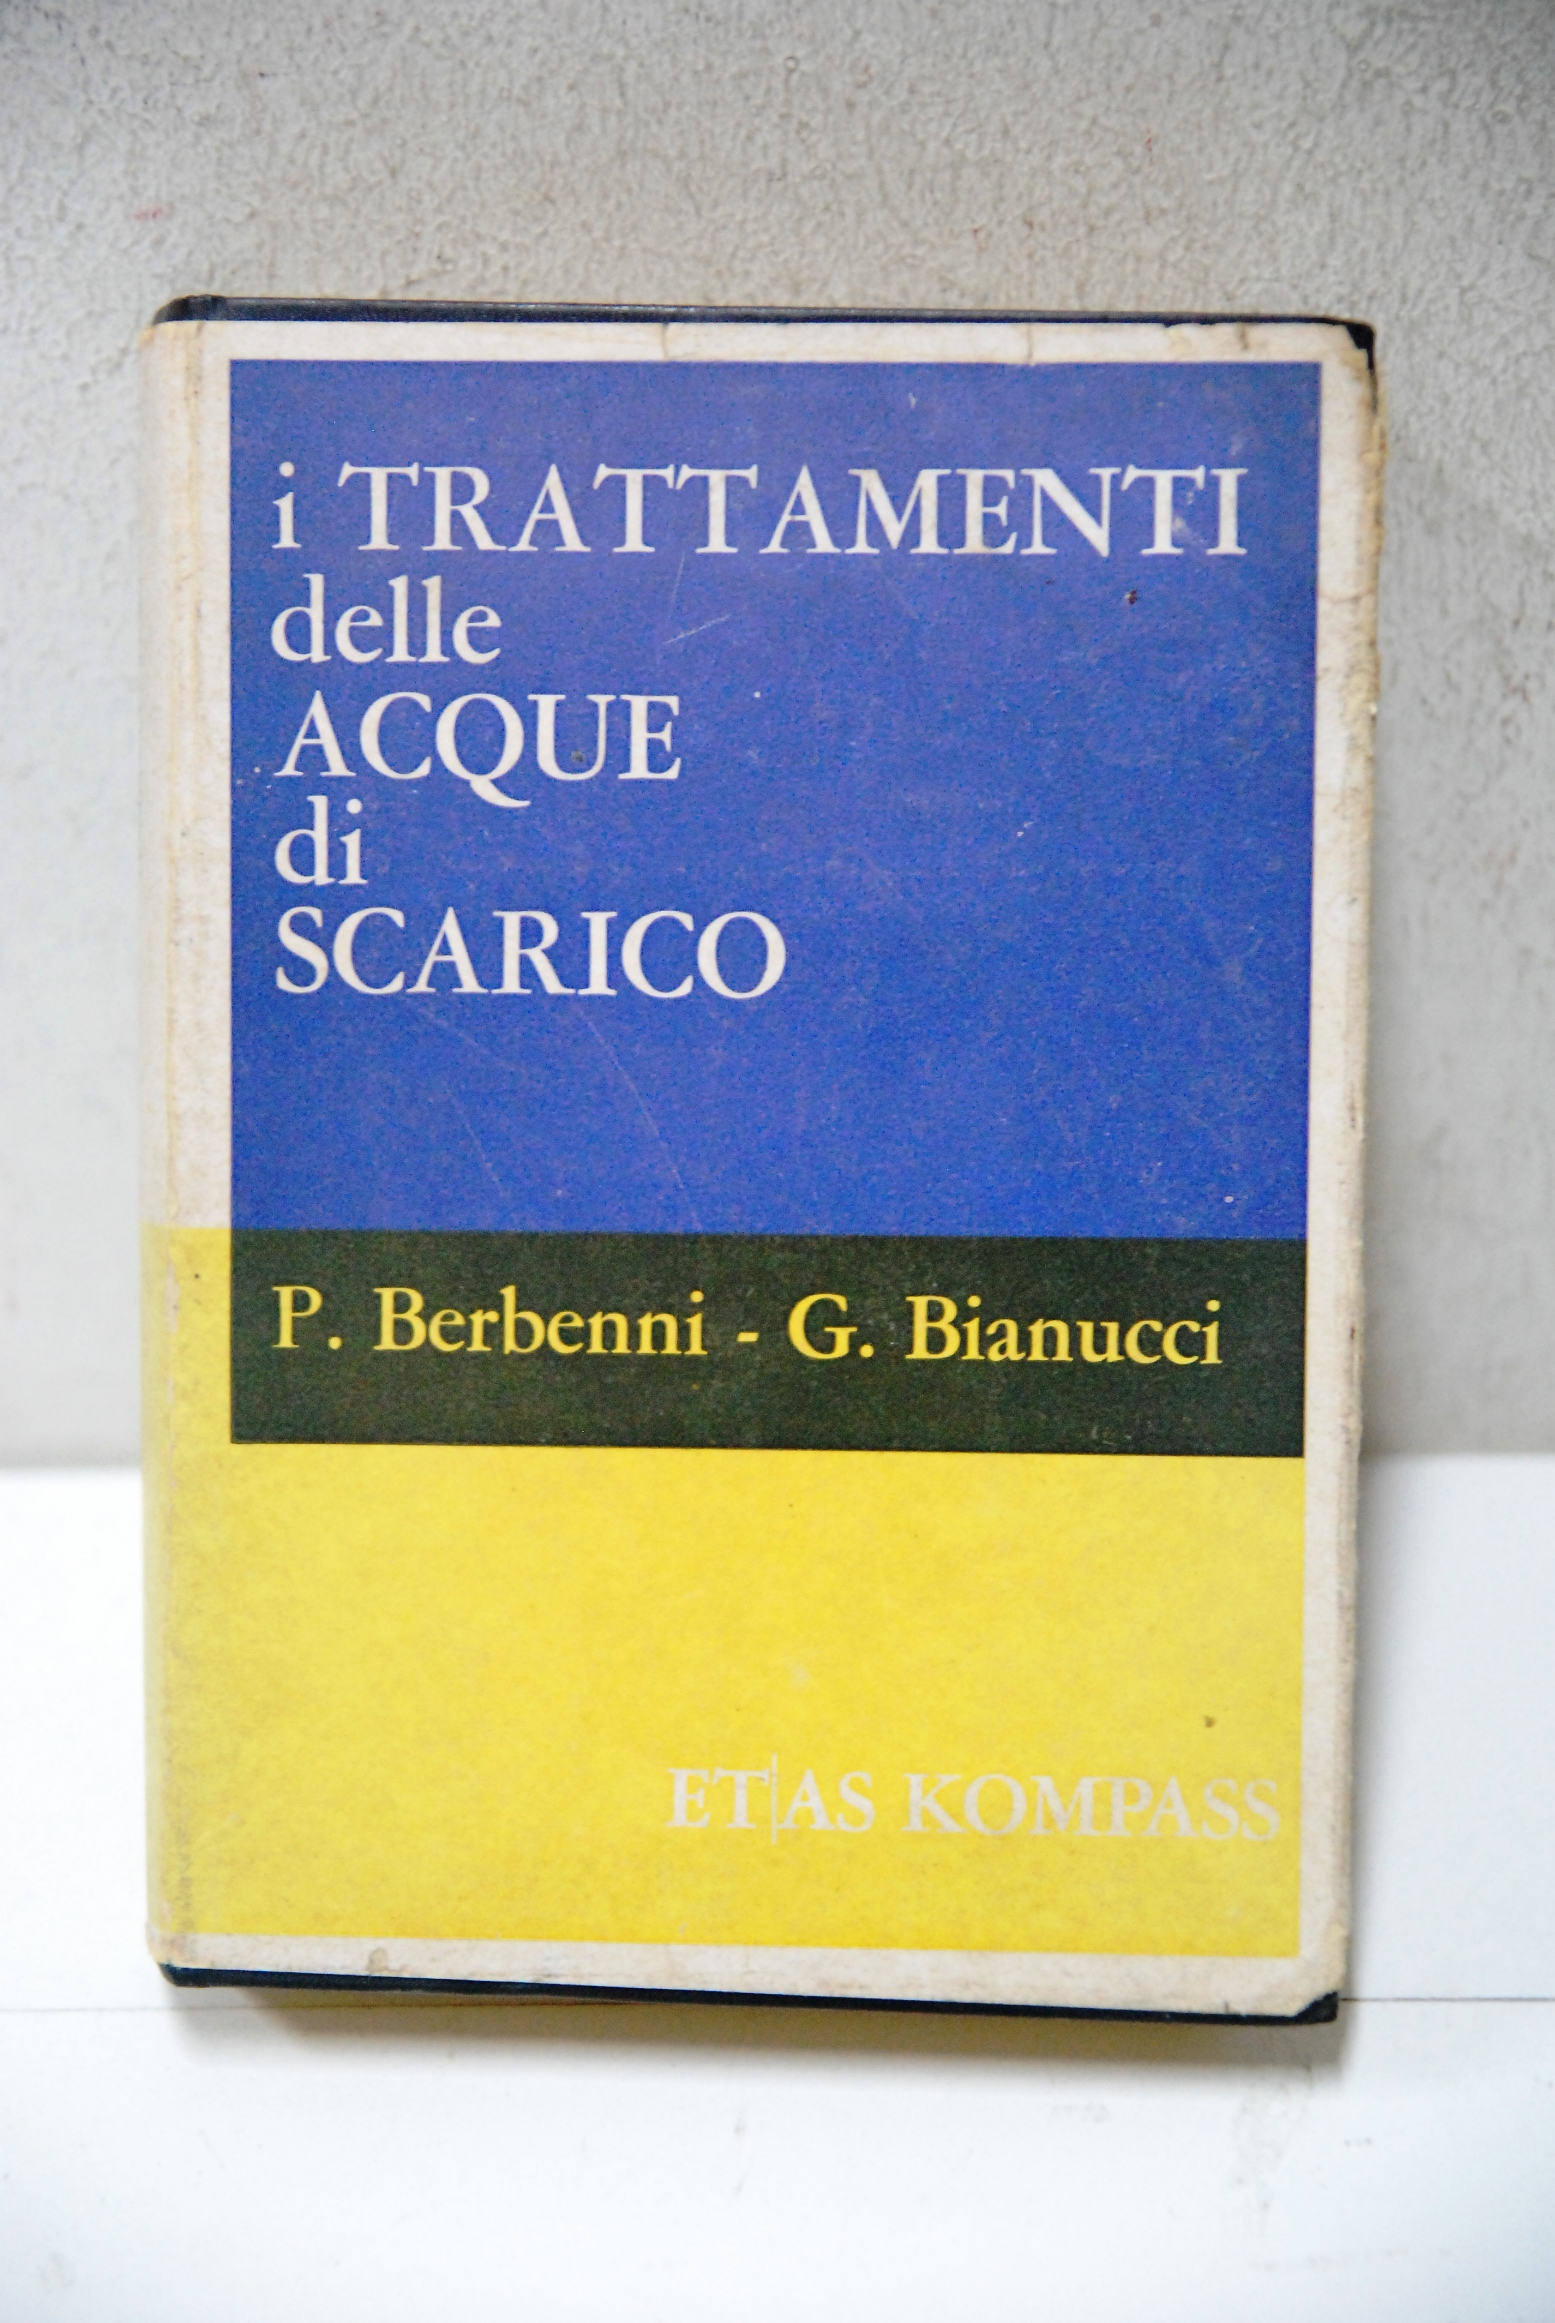 i TRATTAMENTI
delle
ACQUE
di
SCARICO
P. Berbenni - G. Bianucci
ET|AS KOMPASS